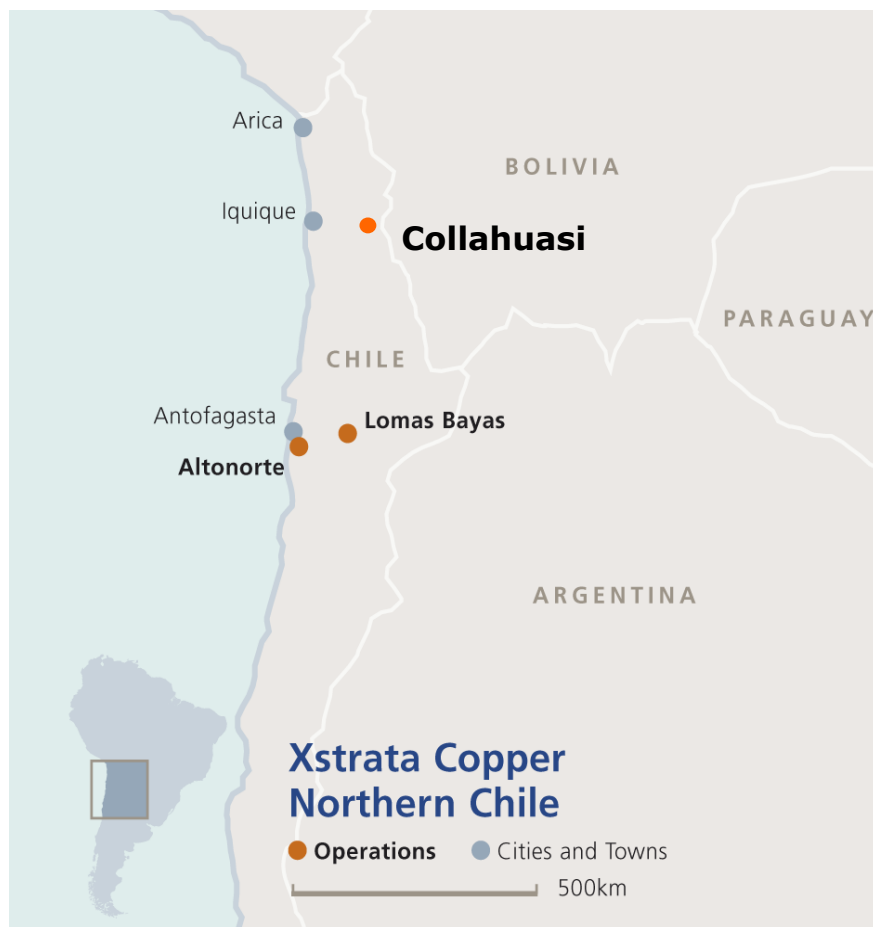 Arica
BOLIVIA
Iquique
Collahuasi
PARAGUAY
CHILE
Antofagasta
Lomas Bayas
Altonorte
ARGENTINA
Xstrata Copper
Northern Chile
Operations
Cities and Towns
500km